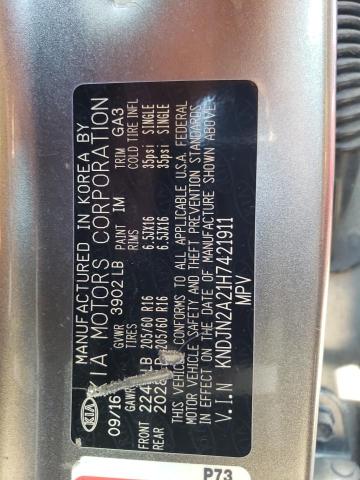 MANUFACTURED IN KOREA BY
KIA MOTORS CORPORATION
KIA
09/16 GVWR 3902LB PAINT IM TRIM GA3
GAWR TIRES RIMS COLD TIRE INFL
FRONT LB 205/60 R16 6.5JX16 35psi SINGLE
REAR 205/60 R16 6.5JX16 35psi SINGLE
THIS VEHICLE TO ALL APPLICABLE U.S.A. FEDERAL
MOTOR VEHICLE SAFETY AND THEFT PREVENTION STANDARDS
IN EFFECT ON THE DATE OF MANUFACTURE SHOWN ABOVE
V.I.N KNDJN2A21H7421911
MPV
P73